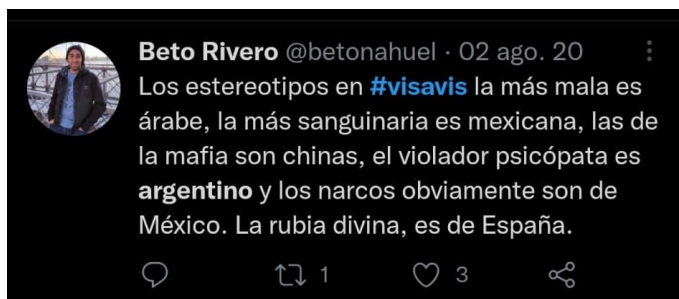 Beto Rivero @betonahuel · 02 ago. 20
Los estereotipos en #visavis la más mala es
árabe, la más sanguinaria es mexicana, las de
la mafia son chinas, el violador psicópata es
argentino y los narcos obviamente son de
México. La rubia divina, es de España.
1 3